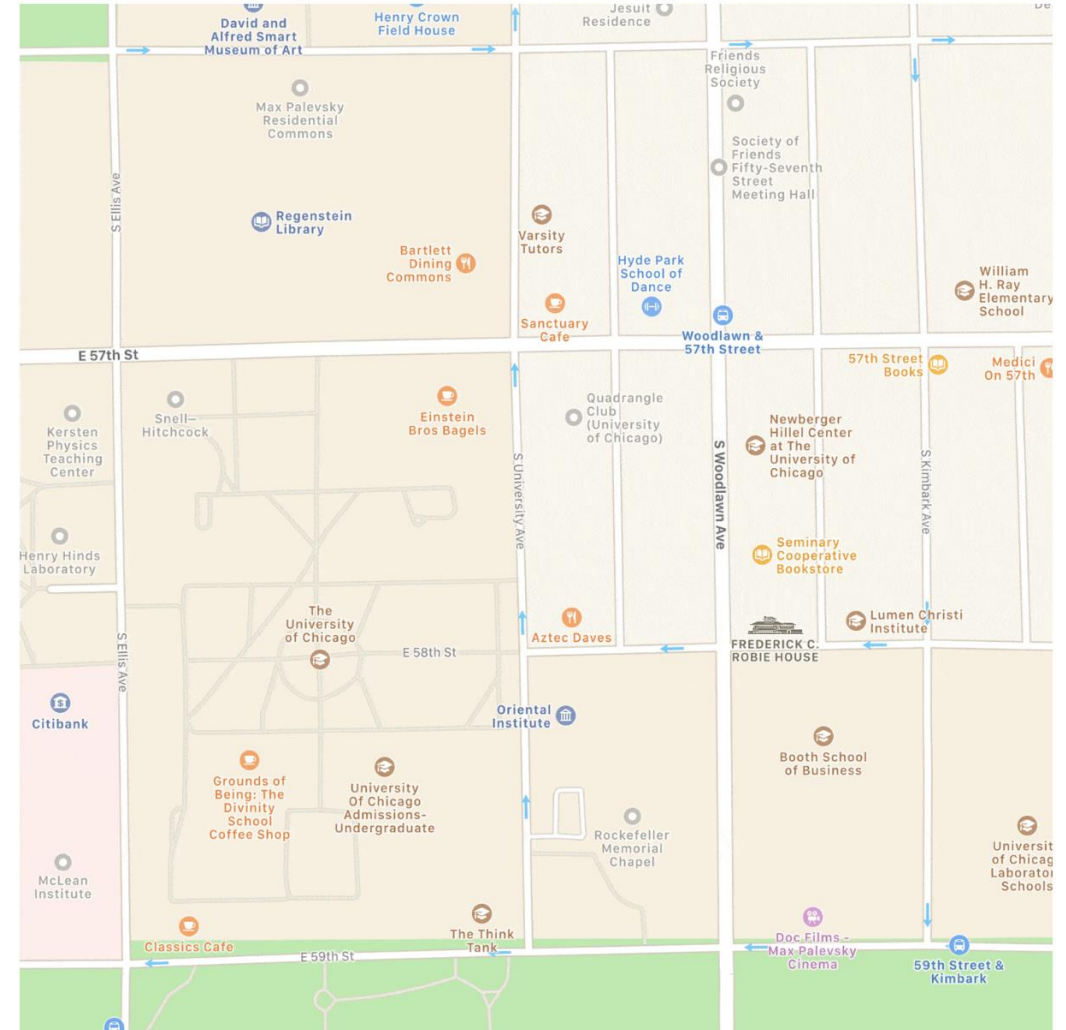 David and
Alfred Smart
Museum of Art
Henry Crown
Field House
Jesuit
Residence
De
Friends
Religious
Society
Max Palevsky
Residential
Commons
Society of
Friends
Fifty-Seventh
Street
Meeting Hall
S Ellis Ave
Regenstein
Library
Varsity
Tutors
Bartlett
Dining
Commons
Hyde Park
School of
Dance
William
H. Ray
Elementary
School
Sanctuary
Cafe
Woodlawn &
57th Street
E 57th St
57th Street
Books
Medici
On 57th
Kersten
Physics
Teaching
Center
Snell–
Hitchcock
Einstein
Bros Bagels
Quadrangle
Club
(University
of Chicago)
Newberger
Hillel Center
at The
University of
Chicago
S University Ave
S Woodlawn Ave
S Kimbark Ave
Henry Hinds
Laboratory
Seminary
Cooperative
Bookstore
The
University
of Chicago
Aztec Daves
Lumen Christi
Institute
FREDERICK C.
ROBIE HOUSE
S Ellis Ave
E 58th St
Citibank
Oriental
Institute
Booth School
of Business
Grounds of
Being: The
Divinity
School
Coffee Shop
University
Of Chicago
Admissions-
Undergraduate
Rockefeller
Memorial
Chapel
Universit
of Chicag
Laborator
Schools
McLean
Institute
Classics Cafe
The Think
Tank
Doc Films -
Max Palevsky
Cinema
E 59th St
59th Street &
Kimbark